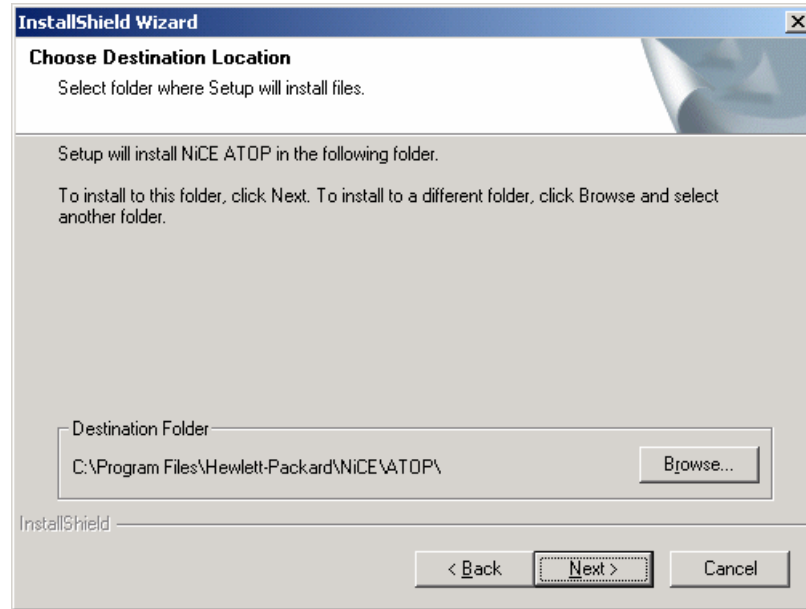 InstallShield Wizard
Choose Destination Location
Select folder where Setup will install files.
Setup will install NiCE ATOP in the following folder.
To install to this folder, click Next. To install to a different folder, click Browse and select
another folder.
Destination Folder
C:\Program Files\Hewlett-Packard\NiCE\ATOP\
Browse...
InstallShield
< Back
Next >
Cancel